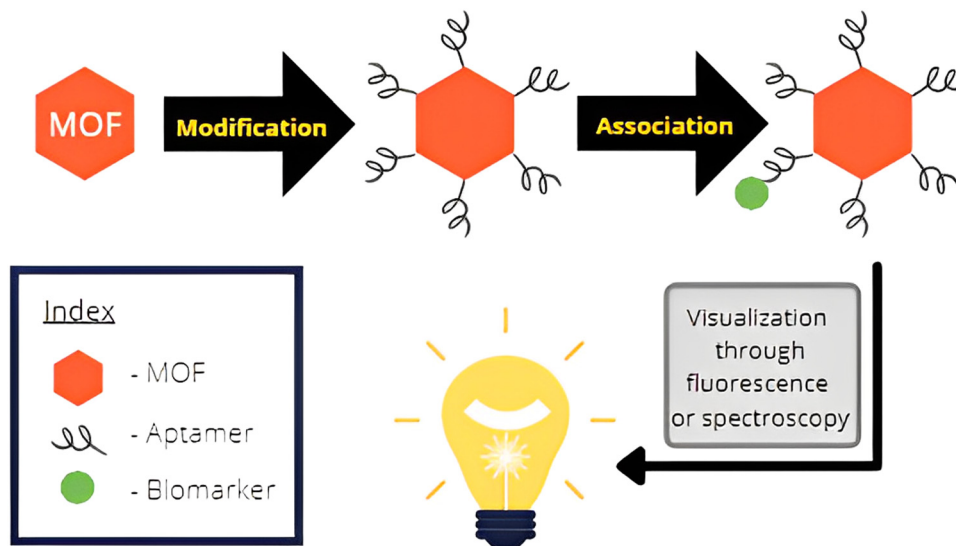 MOF
Modification
Association
Index
- MOF
- Aptamer
- Biomarker
Visualization
through
fluorescence
or spectroscopy